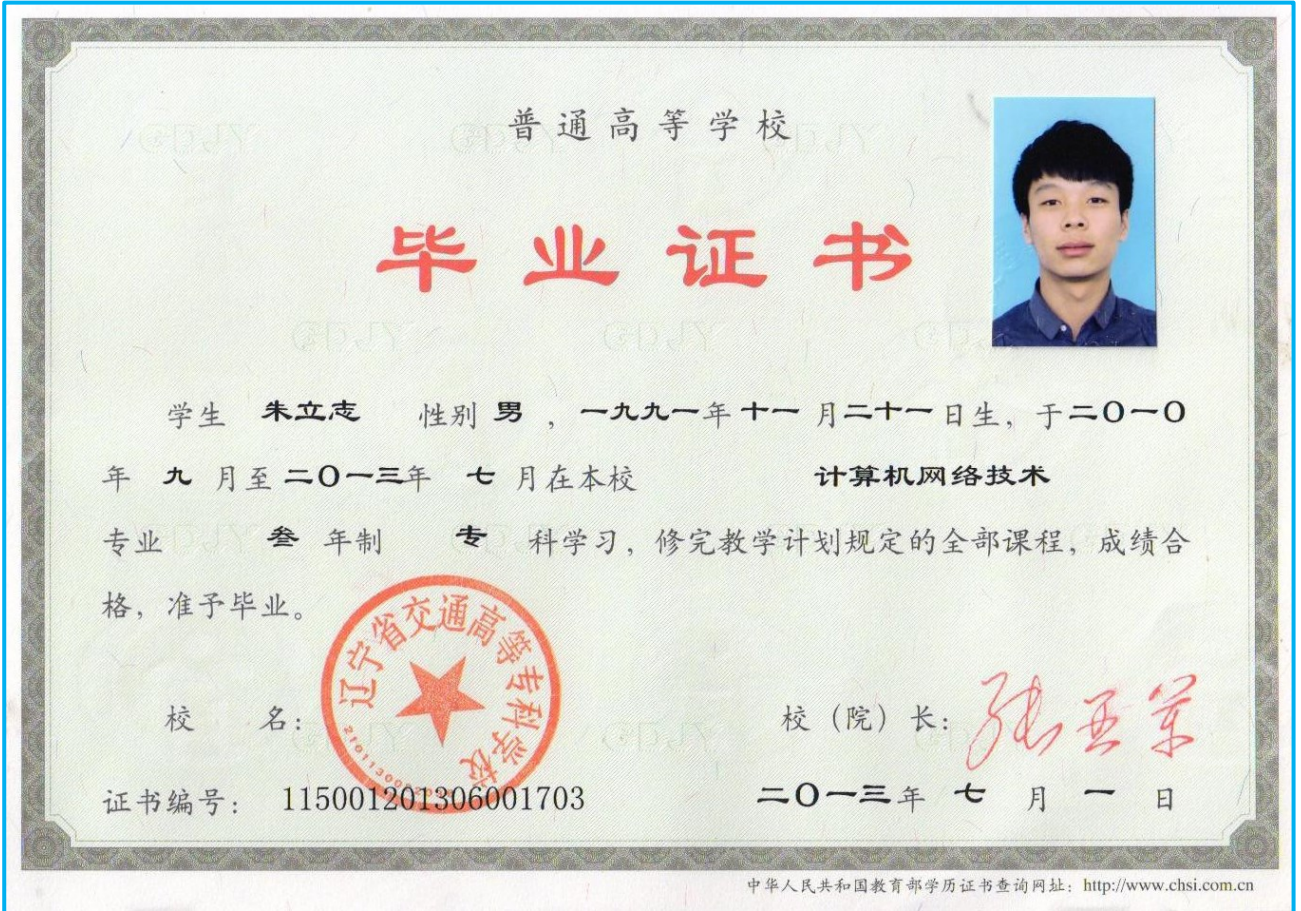 普通高等学校
毕业证书
学生 朱立志 性别 男 ，一九九一年十一月二十一日生，于二〇一〇
年 九 月至 二〇一三年 七 月在本校 计算机网络技术
专业 叁 年制 专 科学习，修完教学计划规定的全部课程，成绩合
格，准予毕业。
辽宁省交通高等专科学校
校 名： 校（院）长：
证书编号： 115001201306001703 二〇一三年 七 月 一 日
中华人民共和国教育部学历证书查询网址：http://www.chsi.com.cn